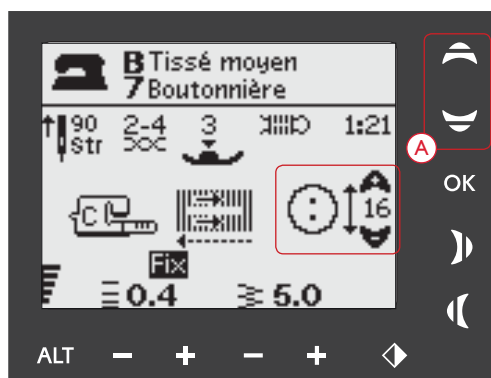 B Tissé moyen
7 Boutonnière
90 2-4 3 1:21
Str
A
OK
C 16
Fix
0.4 5.0
ALT - + - +